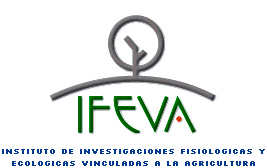 IFEVA
INSTITUTO DE INVESTIGACIONES FISIOLOGICAS Y
ECOLOGICAS VINCULADAS A LA AGRICULTURA